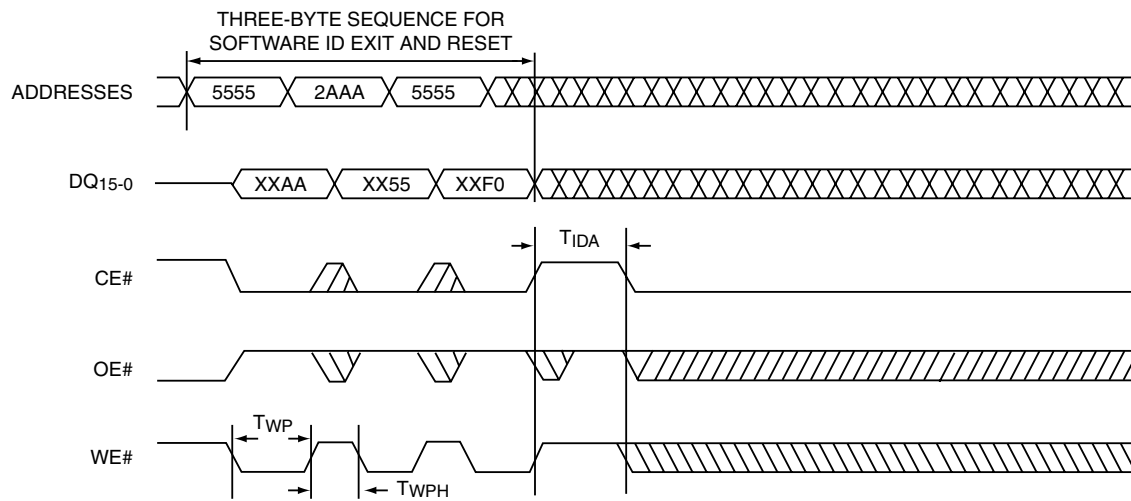 THREE-BYTE SEQUENCE FOR
SOFTWARE ID EXIT AND RESET
ADDRESSES 5555 2AAA 5555
DQ15-0 XXAA XX55 XXF0
TIDA
CE#
OE#
TWP
WE#
TWPH